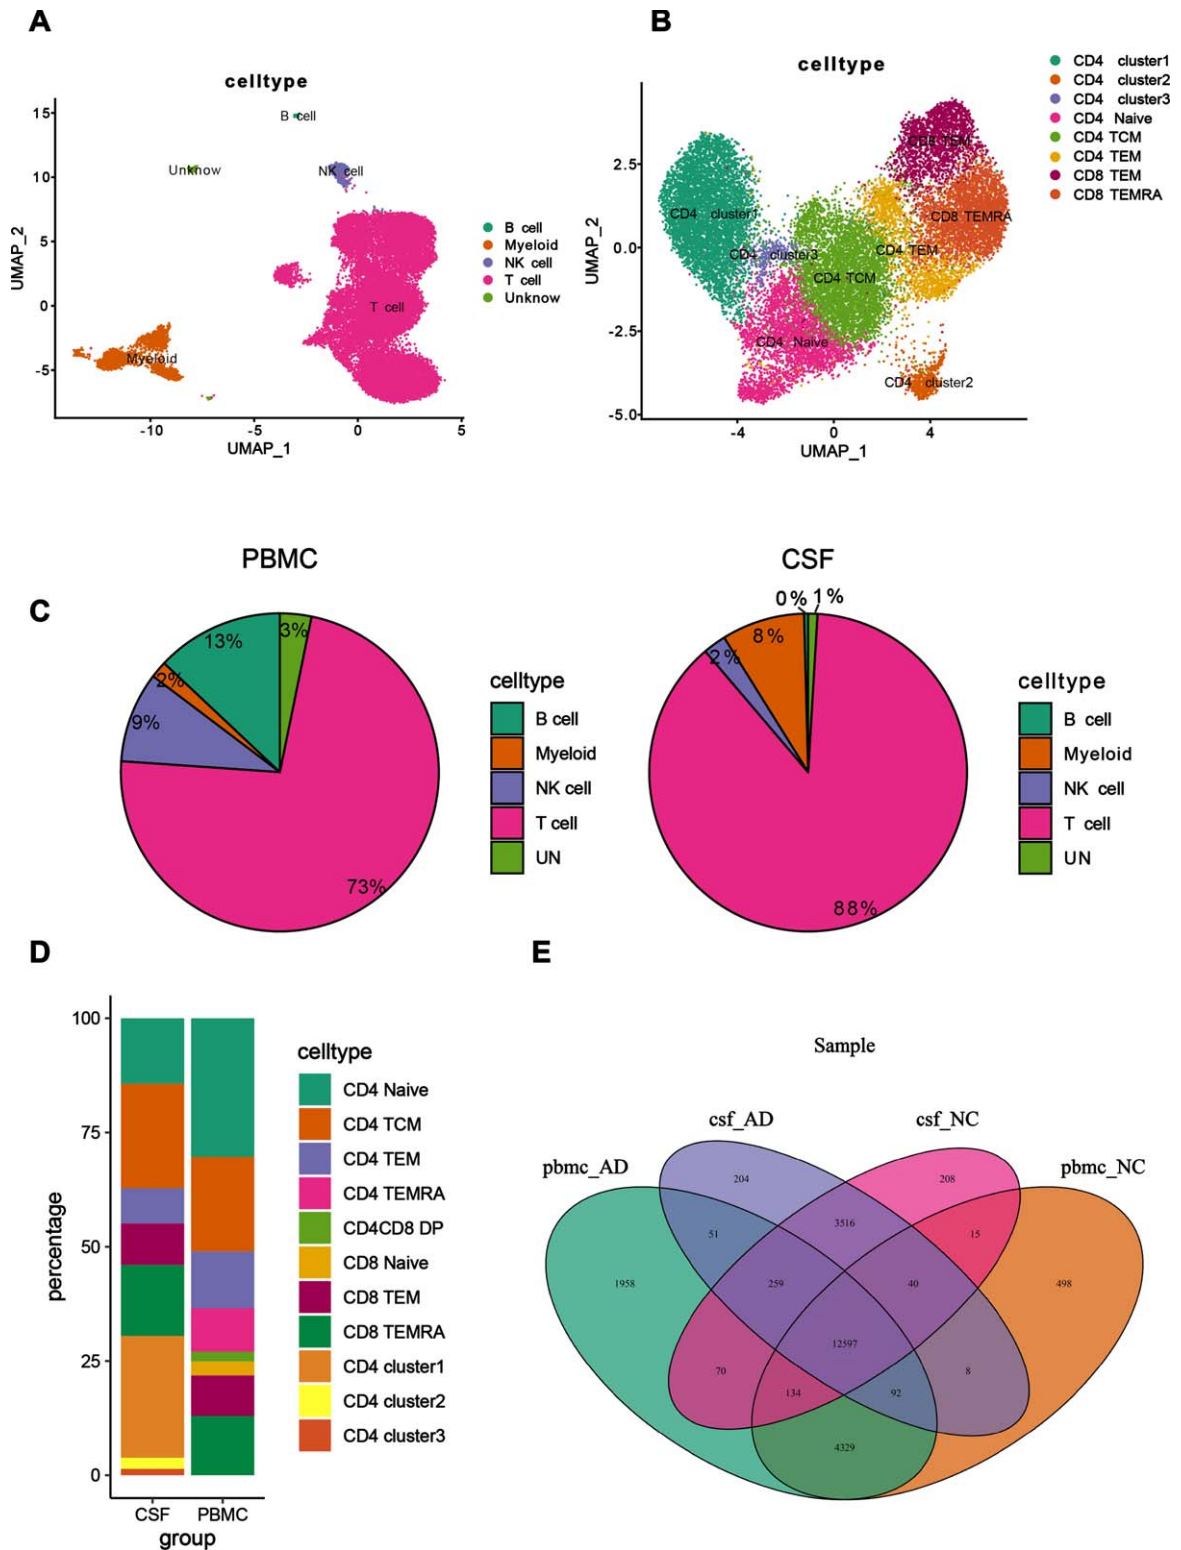 A
celltype
15
10
5
0
-5
UMAP_2
-10
-5
0
5
UMAP_1
B cell
Unknow
NK cell
T cell
Myeloid
B cell
Myeloid
NK cell
T cell
Unknow
B
celltype
2.5
0.0
-2.5
-5.0
UMAP_2
-4
0
4
UMAP_1
CD8 TEM
CD4 cluster1
CD8 TEMRA
CD4 cluster3
CD4 TEM
CD4 TCM
CD4 Naive
CD4 cluster2
CD4 cluster1
CD4 cluster2
CD4 cluster3
CD4 Naive
CD4 TCM
CD4 TEM
CD8 TEM
CD8 TEMRA
C
PBMC
13%
3%
2%
9%
73%
celltype
B cell
Myeloid
NK cell
T cell
UN
CSF
0%
1%
8%
2%
88%
celltype
B cell
Myeloid
NK cell
T cell
UN
D
100
75
50
25
0
percentage
CSF
PBMC
group
celltype
CD4 Naive
CD4 TCM
CD4 TEM
CD4 TEMRA
CD4CD8 DP
CD8 Naive
CD8 TEM
CD8 TEMRA
CD4 cluster1
CD4 cluster2
CD4 cluster3
E
Sample
csf_AD
csf_NC
pbmc_AD
pbmc_NC
204
208
3516
51
15
1958
259
40
498
12597
70
8
134
92
4329